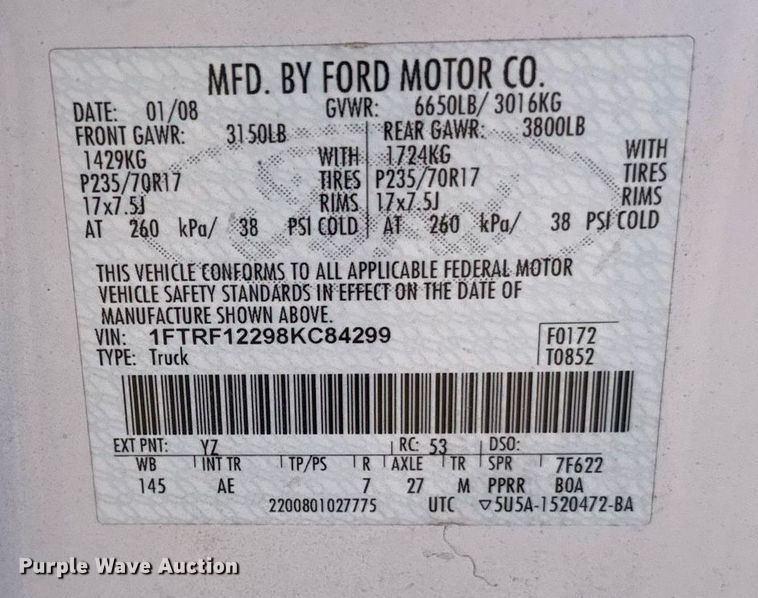 MFD. BY FORD MOTOR CO.
DATE: 01/08 GVWR: 6650LB/ 3016KG
FRONT GAWR: 3150LB REAR GAWR: 3800LB
1429KG WITH 1724KG WITH
P235/70R17 TIRES P235/70R17 TIRES
17x7.5J RIMS 17x7.5J RIMS
AT 260 kPa/ 38 PSI COLD AT 260 kPa/ 38 PSI COLD
THIS VEHICLE CONFORMS TO ALL APPLICABLE FEDERAL MOTOR
VEHICLE SAFETY STANDARDS IN EFFECT ON THE DATE OF
MANUFACTURE SHOWN ABOVE.
VIN: 1FTRF12298KC84299 F0172
TYPE: Truck T0852
EXT PNT: YZ RC: 53 DSO:
WB INT TR TP/PS R AXLE TR SPR 7F622
145 AE 7 27 M PPRR BOA
2200801027775 UTC ▽5U5A-1520472-BA
Purple Wave Auction